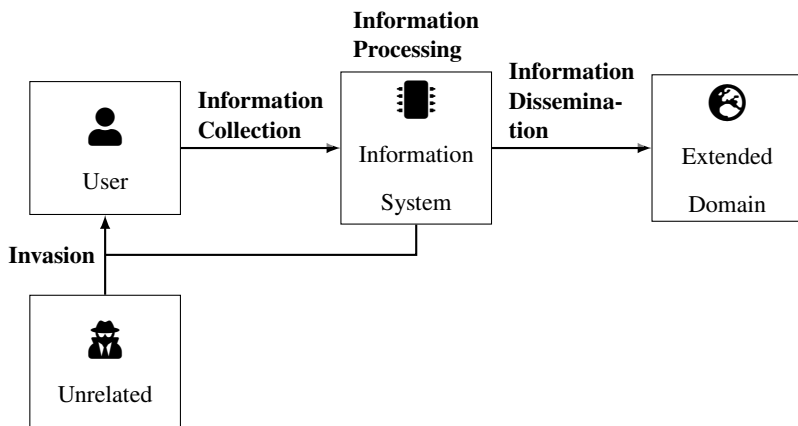 Information
Processing
Information
Collection
Information
Dissemina-
tion
User
Information
System
Extended
Domain
Invasion
Unrelated